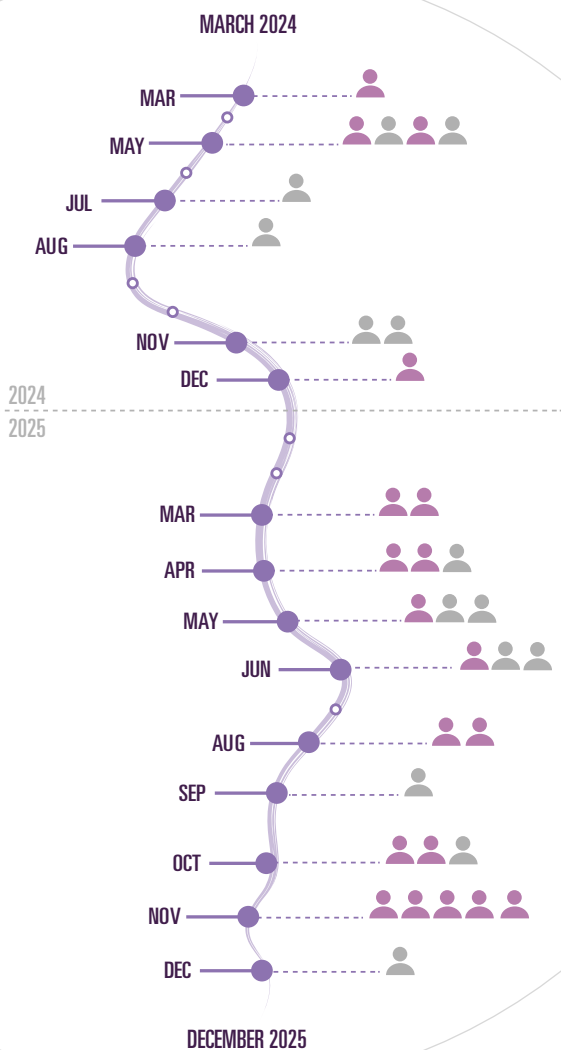 MARCH 2024
MAR
MAY
JUL
AUG
NOV
DEC
2024
2025
MAR
APR
MAY
JUN
AUG
SEP
OCT
NOV
DEC
DECEMBER 2025